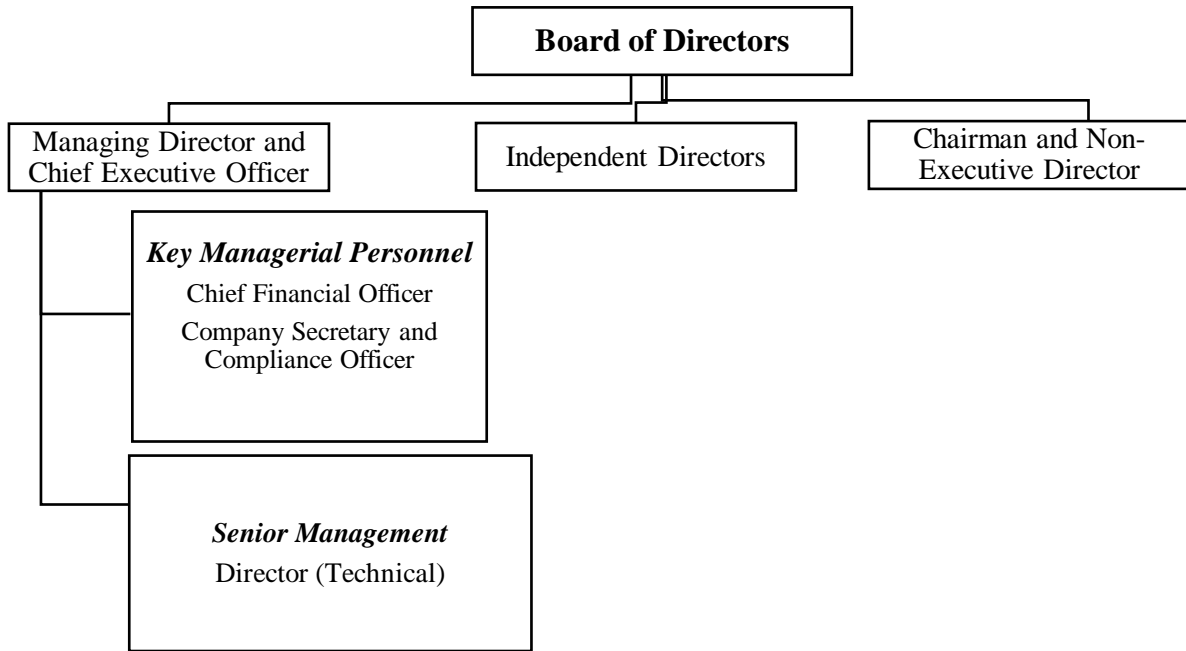 Board of Directors
Managing Director and
Chief Executive Officer
Independent Directors
Chairman and Non-
Executive Director
Key Managerial Personnel
Chief Financial Officer
Company Secretary and
Compliance Officer
Senior Management
Director (Technical)